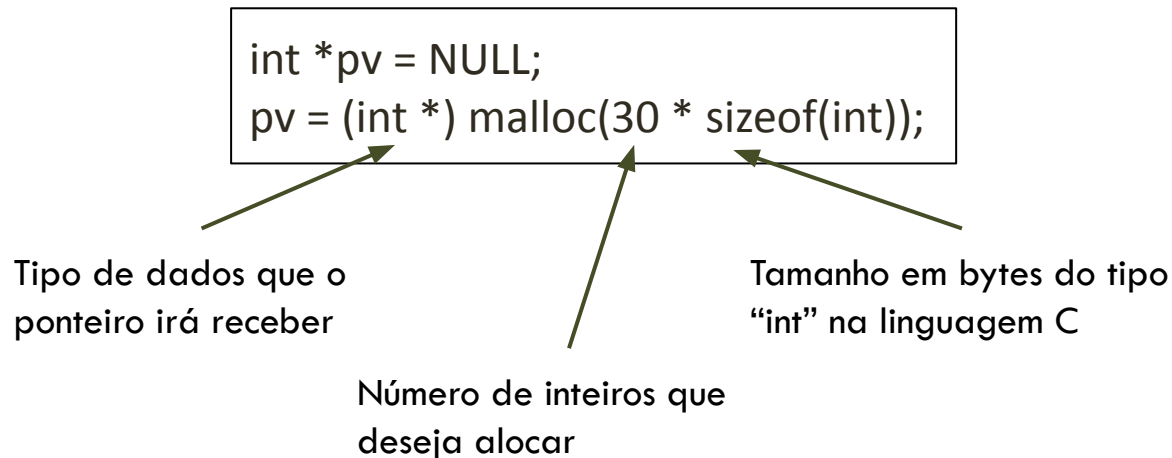 int *pv = NULL;
pv = (int *) malloc(30 * sizeof(int));
Tipo de dados que o
ponteiro irá receber
Tamanho em bytes do tipo
“int” na linguagem C
Número de inteiros que
deseja alocar